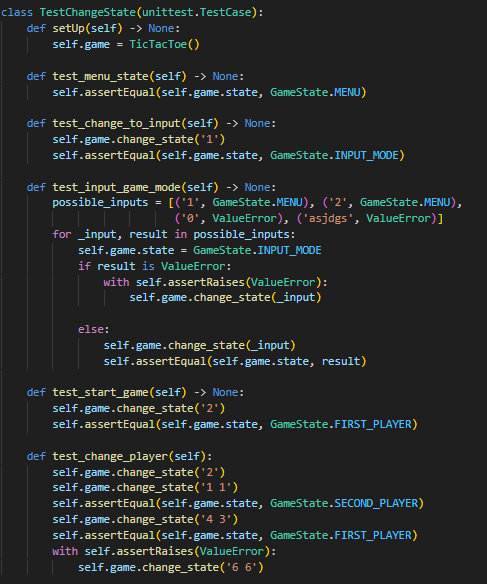 class TestChangeState(unittest.TestCase):
    def setUp(self) -> None:
        self.game = TicTacToe()

    def test_menu_state(self) -> None:
        self.assertEqual(self.game.state, GameState.MENU)

    def test_change_to_input(self) -> None:
        self.game.change_state('1')
        self.assertEqual(self.game.state, GameState.INPUT_MODE)

    def test_input_game_mode(self) -> None:
        possible_inputs = [('1', GameState.MENU), ('2', GameState.MENU),
                           ('0', ValueError), ('asjdgs', ValueError)]
        for _input, result in possible_inputs:
            self.game.state = GameState.INPUT_MODE
            if result is ValueError:
                with self.assertRaises(ValueError):
                    self.game.change_state(_input)

            else:
                self.game.change_state(_input)
                self.assertEqual(self.game.state, result)

    def test_start_game(self) -> None:
        self.game.change_state('2')
        self.assertEqual(self.game.state, GameState.FIRST_PLAYER)

    def test_change_player(self):
        self.game.change_state('2')
        self.game.change_state('1 1')
        self.assertEqual(self.game.state, GameState.SECOND_PLAYER)
        self.game.change_state('4 3')
        self.assertEqual(self.game.state, GameState.FIRST_PLAYER)
        with self.assertRaises(ValueError):
            self.game.change_state('6 6')